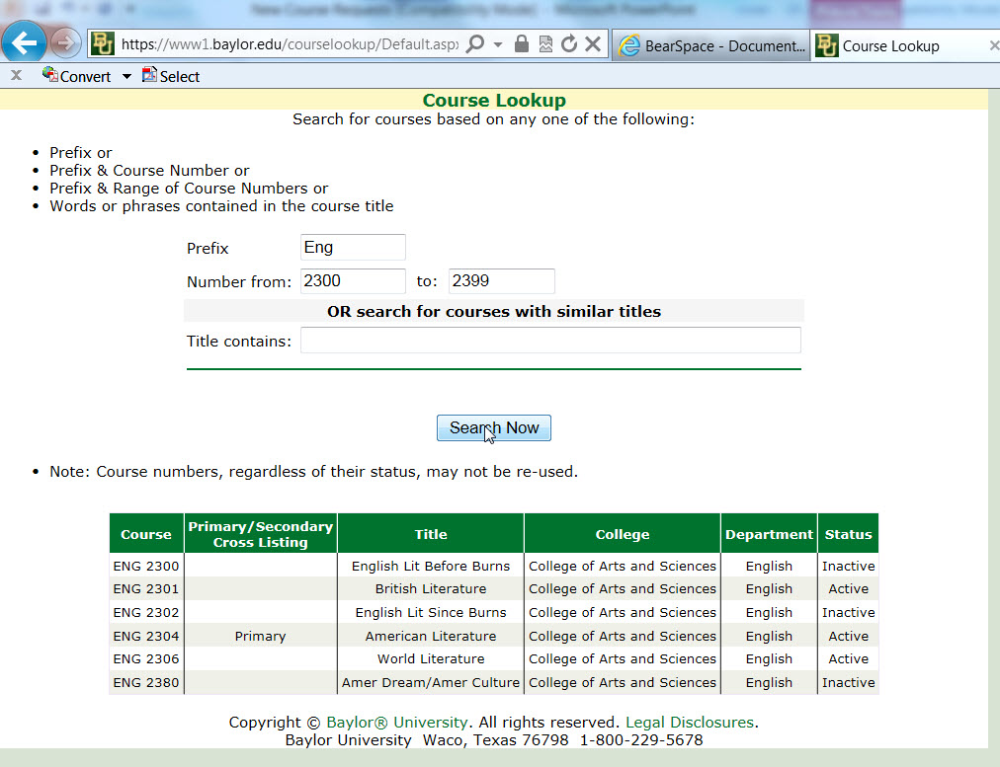 New Course Requests [Compatibility Mode] - Microsoft PowerPoint
https://www1.baylor.edu/courselookup/Default.aspx
BearSpace - Document...
Course Lookup
x Convert Select
Course Lookup
Search for courses based on any one of the following:
• Prefix or
• Prefix & Course Number or
• Prefix & Range of Course Numbers or
• Words or phrases contained in the course title
Prefix Eng
Number from: 2300 to: 2399
OR search for courses with similar titles
Title contains:
Search Now
• Note: Course numbers, regardless of their status, may not be re-used.
Course Primary/Secondary Cross Listing Title College Department Status
ENG 2300 English Lit Before Burns College of Arts and Sciences English Inactive
ENG 2301 British Literature College of Arts and Sciences English Active
ENG 2302 English Lit Since Burns College of Arts and Sciences English Inactive
ENG 2304 Primary American Literature College of Arts and Sciences English Active
ENG 2306 World Literature College of Arts and Sciences English Active
ENG 2380 Amer Dream/Amer Culture College of Arts and Sciences English Inactive
Copyright © Baylor® University. All rights reserved. Legal Disclosures.
Baylor University Waco, Texas 76798 1-800-229-5678